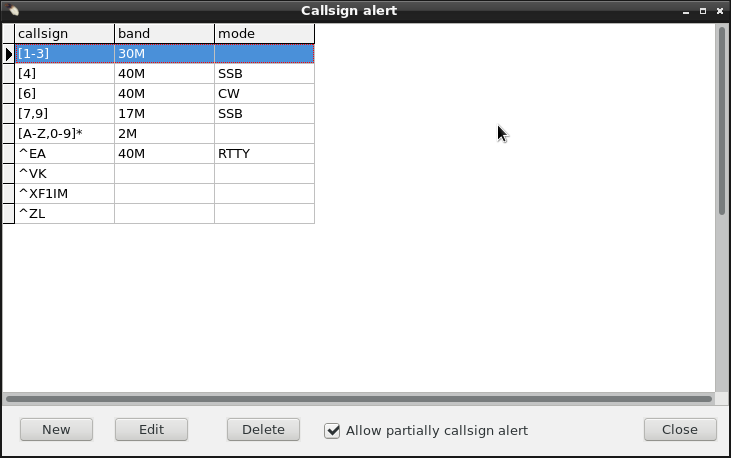 Callsign alert
callsign band mode
[1-3] 30M
[4] 40M SSB
[6] 40M CW
[7,9] 17M SSB
[A-Z,0-9]* 2M
^EA 40M RTTY
^VK
^XF1IM
^ZL
New Edit Delete Allow partially callsign alert Close